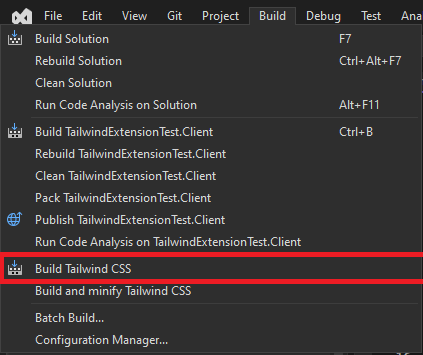 File Edit View Git Project Build Debug Test Ana
Build Solution F7
Rebuild Solution Ctrl+Alt+F7
Clean Solution
Run Code Analysis on Solution Alt+F11
Build TailwindExtensionTest.Client Ctrl+B
Rebuild TailwindExtensionTest.Client
Clean TailwindExtensionTest.Client
Pack TailwindExtensionTest.Client
Publish TailwindExtensionTest.Client
Run Code Analysis on TailwindExtensionTest.Client
Build Tailwind CSS
Build and minify Tailwind CSS
Batch Build...
Configuration Manager...